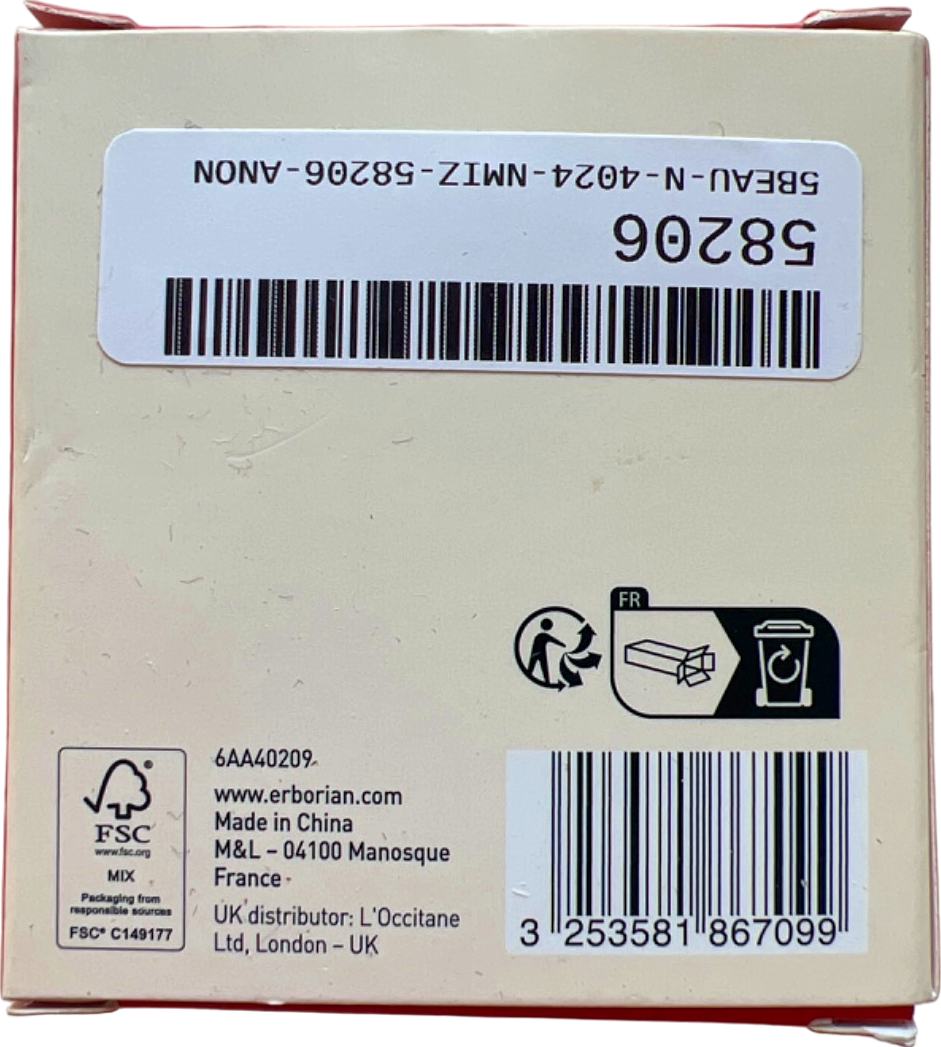 5BEAU-N-4024-NMIZ-58206-ANON
58206
FR
6AA40209
www.erborian.com
Made in China
M&L – 04100 Manosque
France
UK distributor: L'Occitane
Ltd, London – UK
FSC
www.fsc.org
MIX
Packaging from
responsible sources
FSC® C149177
3 253581 867099